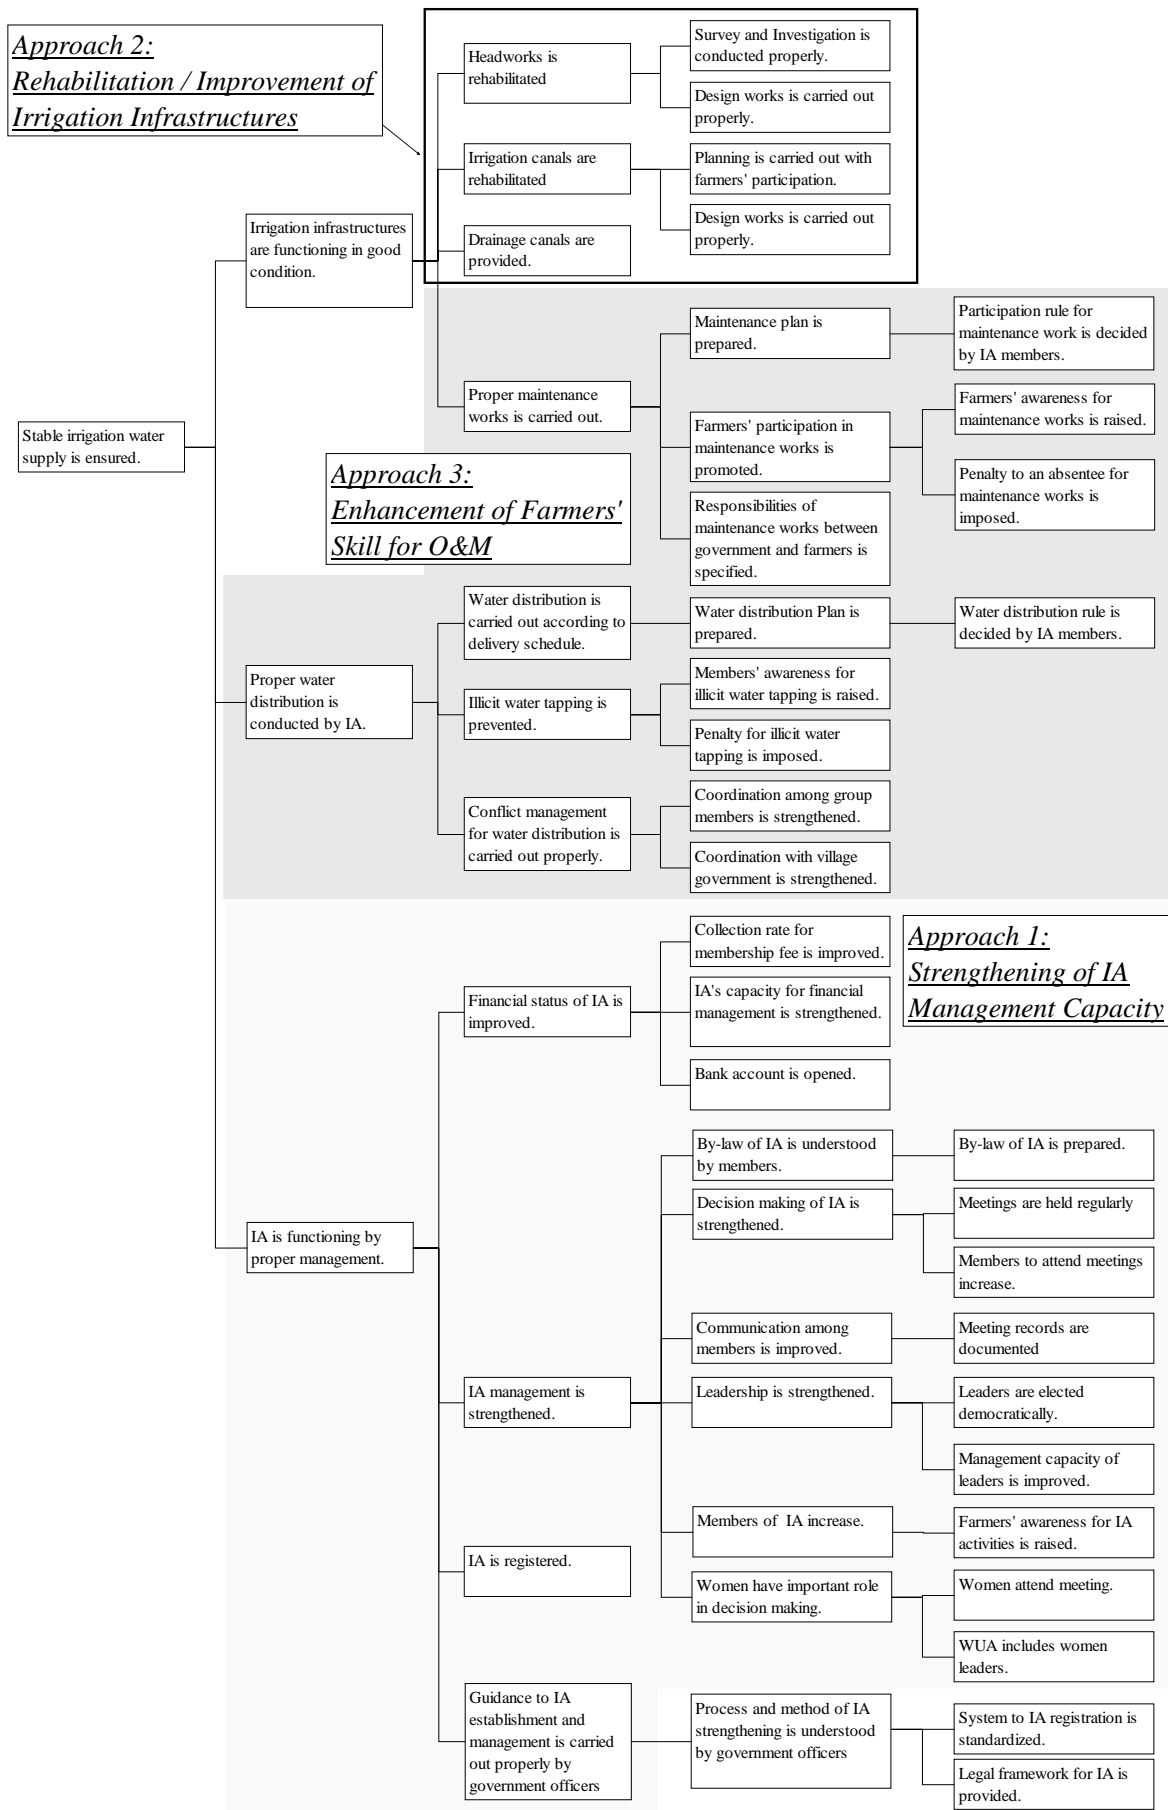 Approach 2:
Rehabilitation / Improvement of
Irrigation Infrastructures
Headworks is
rehabilitated
Survey and Investigation is
conducted properly.
Design works is carried out
properly.
Irrigation canals are
rehabilitated
Planning is carried out with
farmers' participation.
Design works is carried out
properly.
Drainage canals are
provided.
Irrigation infrastructures
are functioning in good
condition.
Maintenance plan is
prepared.
Participation rule for
maintenance work is decided
by IA members.
Proper maintenance
works is carried out.
Farmers' participation in
maintenance works is
promoted.
Farmers' awareness for
maintenance works is raised.
Penalty to an absentee for
maintenance works is
imposed.
Stable irrigation water
supply is ensured.
Approach 3:
Enhancement of Farmers'
Skill for O&M
Responsibilities of
maintenance works between
government and farmers is
specified.
Water distribution is
carried out according to
delivery schedule.
Water distribution Plan is
prepared.
Water distribution rule is
decided by IA members.
Proper water
distribution is
conducted by IA.
Illicit water tapping is
prevented.
Members' awareness for
illicit water tapping is raised.
Penalty for illicit water
tapping is imposed.
Conflict management
for water distribution is
carried out properly.
Coordination among group
members is strengthened.
Coordination with village
government is strengthened.
Approach 1:
Strengthening of IA
Management Capacity
Financial status of IA is
improved.
Collection rate for
membership fee is improved.
IA's capacity for financial
management is strengthened.
Bank account is opened.
IA is functioning by
proper management.
IA management is
strengthened.
By-law of IA is understood
by members.
By-law of IA is prepared.
Decision making of IA is
strengthened.
Meetings are held regularly
Members to attend meetings
increase.
Communication among
members is improved.
Meeting records are
documented
Leadership is strengthened.
Leaders are elected
democratically.
Management capacity of
leaders is improved.
Members of  IA increase.
Farmers' awareness for IA
activities is raised.
IA is registered.
Women have important role
in decision making.
Women attend meeting.
WUA includes women
leaders.
Guidance to IA
establishment and
management is carried
out properly by
government officers
Process and method of IA
strengthening is understood
by government officers
System to IA registration is
standardized.
Legal framework for IA is
provided.